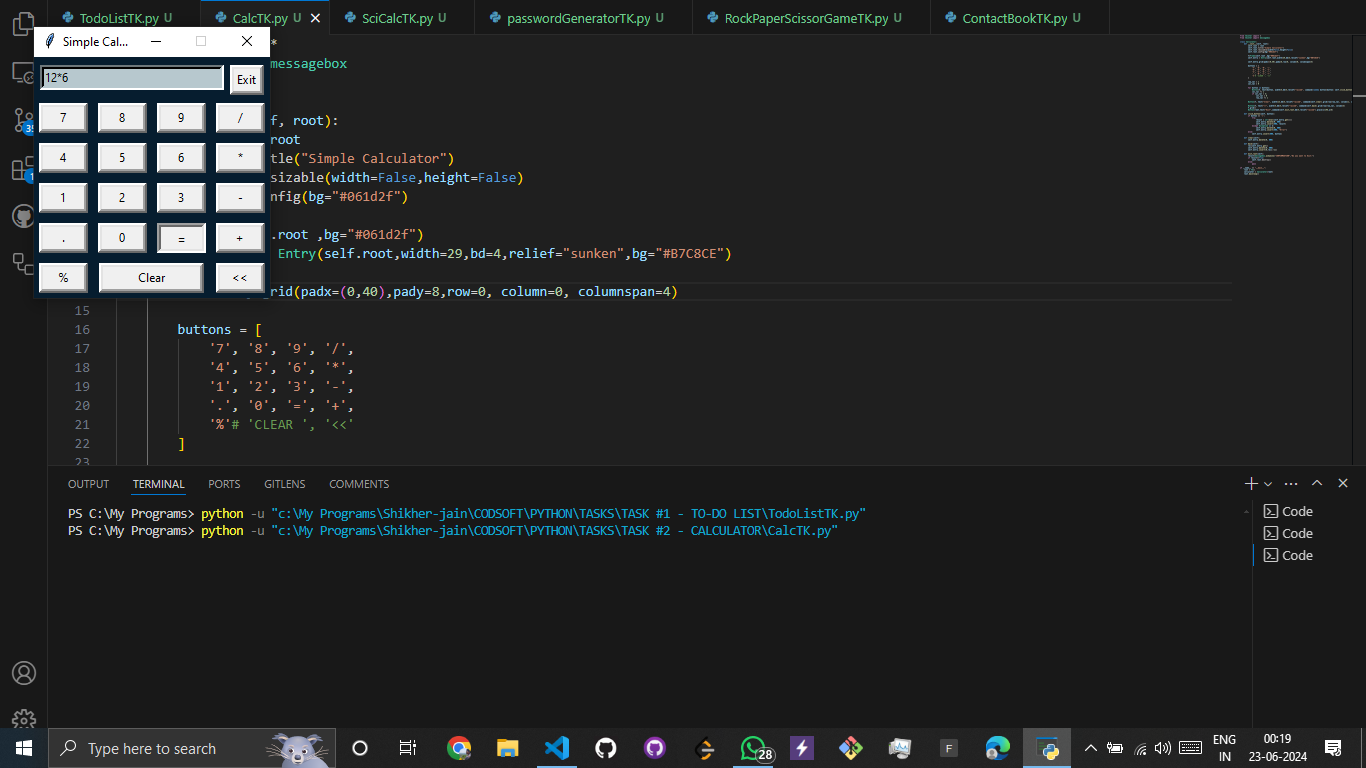 TodoListTK.py U
CalcTK.py U
SciCalcTK.py U
passwordGeneratorTK.py U
RockPaperScissorGameTK.py U
ContactBookTK.py U
Simple Cal...
12*6
Exit
7 8 9 /
4 5 6 *
1 2 3 -
. 0 = +
% Clear <<
*
messagebox
f, root):
root
tle("Simple Calculator")
sizable(width=False,height=False)
nfig(bg="#061d2f")
.root ,bg="#061d2f")
Entry(self.root,width=29,bd=4,relief="sunken",bg="#B7C8CE")
grid(padx=(0,40),pady=8,row=0, column=0, columnspan=4)
15
16 buttons = [
17 '7', '8', '9', '/',
18 '4', '5', '6', '*',
19 '1', '2', '3', '-',
20 '.', '0', '=', '+',
21 '%'# 'CLEAR ', '<<'
22 ]
23
OUTPUT TERMINAL PORTS GITLENS COMMENTS
PS C:\My Programs> python -u "c:\My Programs\Shikher-jain\CODSOFT\PYTHON\TASKS\TASK #1 - TO-DO LIST\TodoListTK.py"
PS C:\My Programs> python -u "c:\My Programs\Shikher-jain\CODSOFT\PYTHON\TASKS\TASK #2 - CALCULATOR\CalcTK.py"
Code
Code
Code
Type here to search
28
F
ENG
IN
00:19
23-06-2024